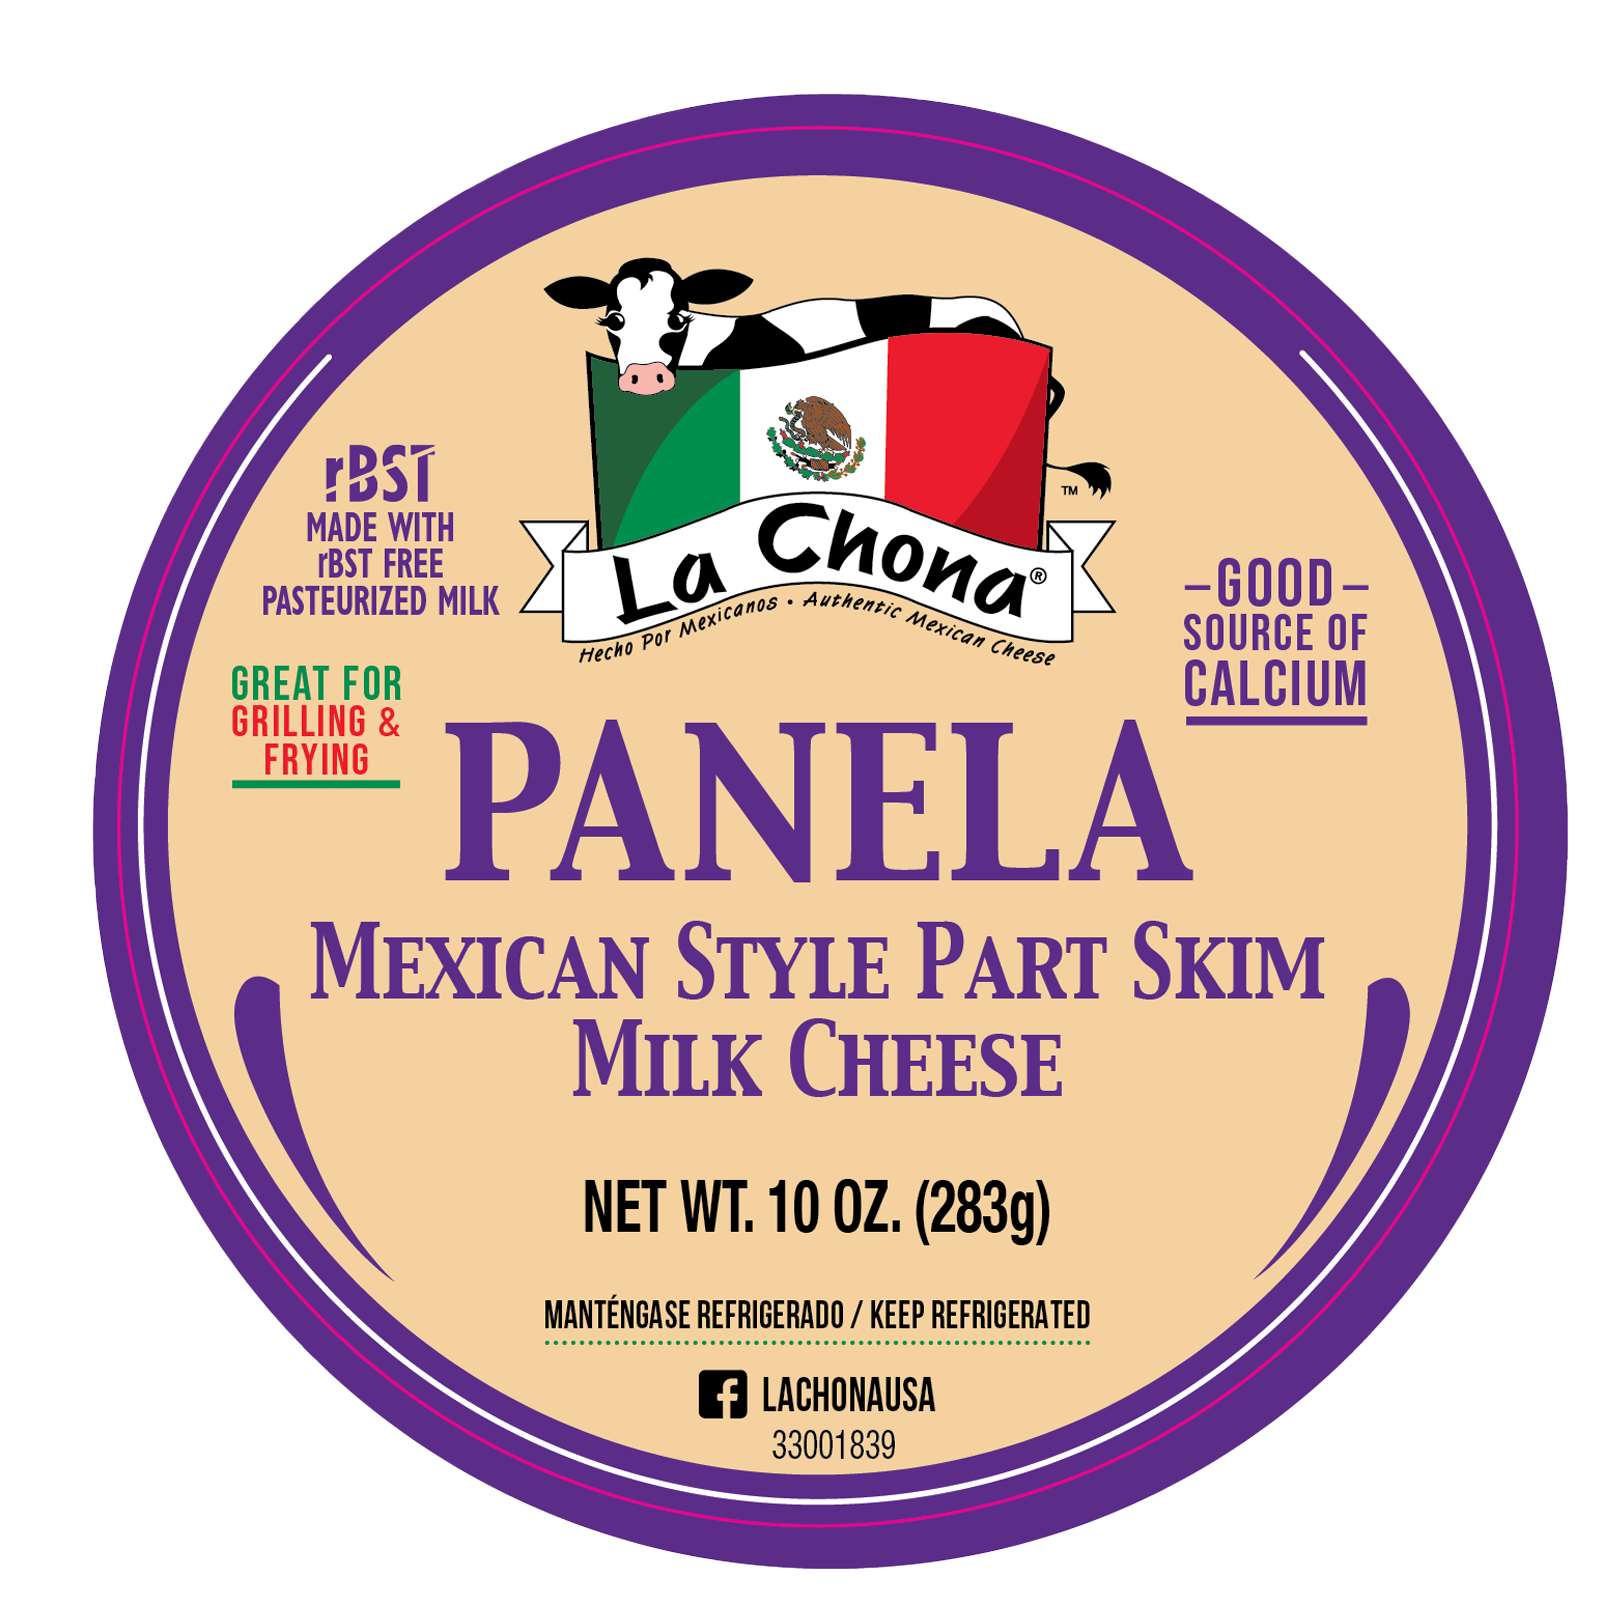 La Chona®
™
Hecho Por Mexicanos • Authentic Mexican Cheese
rBST
MADE WITH
rBST FREE
PASTEURIZED MILK
GREAT FOR
GRILLING &
FRYING
–GOOD–
SOURCE OF
CALCIUM
PANELA
MEXICAN STYLE PART SKIM
MILK CHEESE
NET WT. 10 OZ. (283g)
MANTÉNGASE REFRIGERADO / KEEP REFRIGERATED
LACHONAUSA
33001839